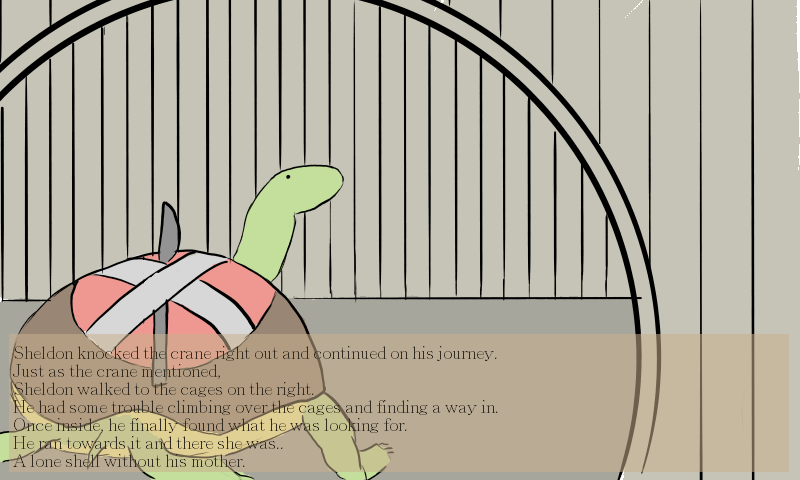 Sheldon knocked the crane right out and continued on his journey.
Just as the crane mentioned,
Sheldon walked to the cages on the right.
He had some trouble climbing over the cages and finding a way in.
Once inside, he finally found what he was looking for.
He ran towards it and there she was..
A lone shell without his mother.